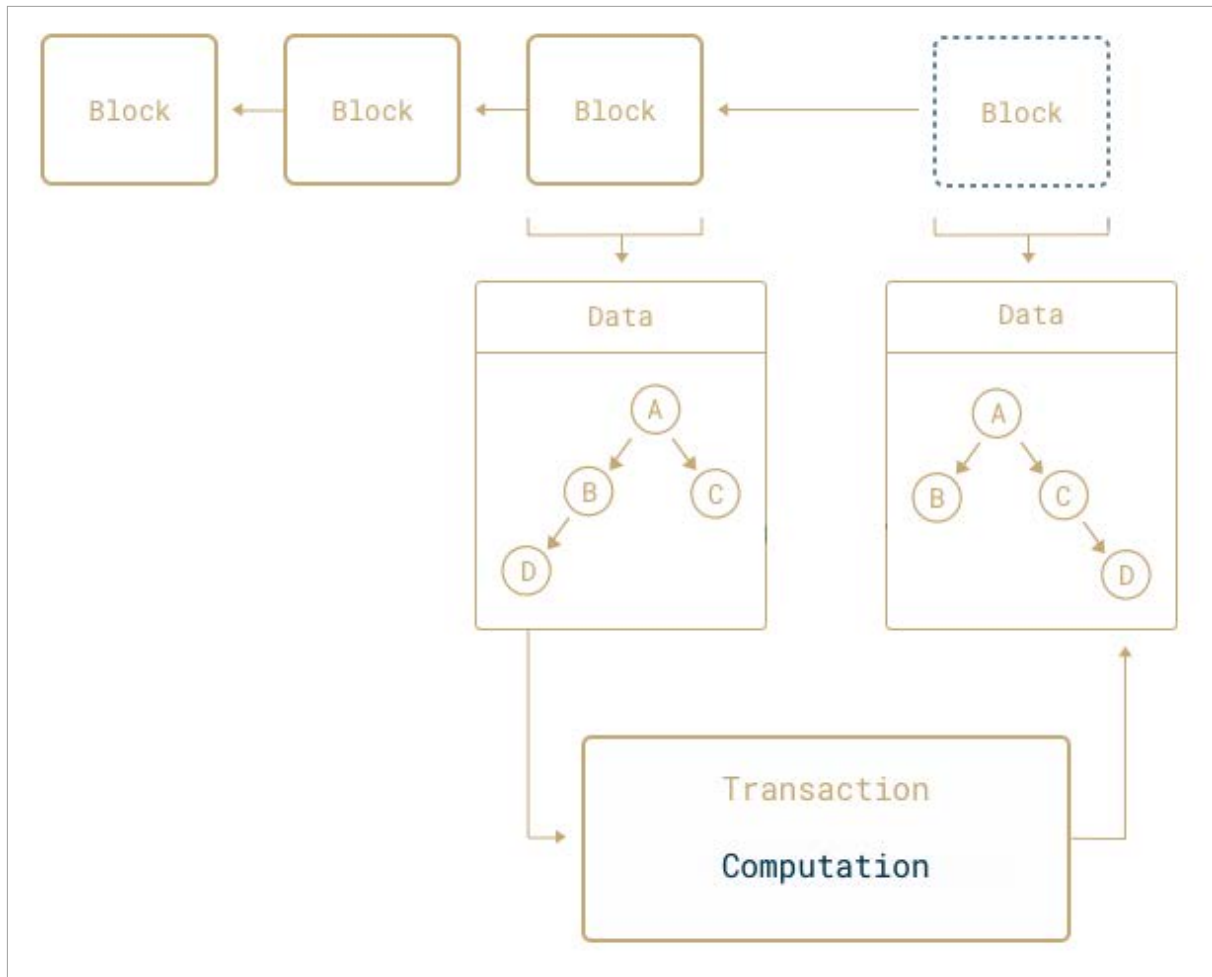 Block
Block
Block
Block
Data
A
B
C
D
Data
A
B
C
D
Transaction
Computation